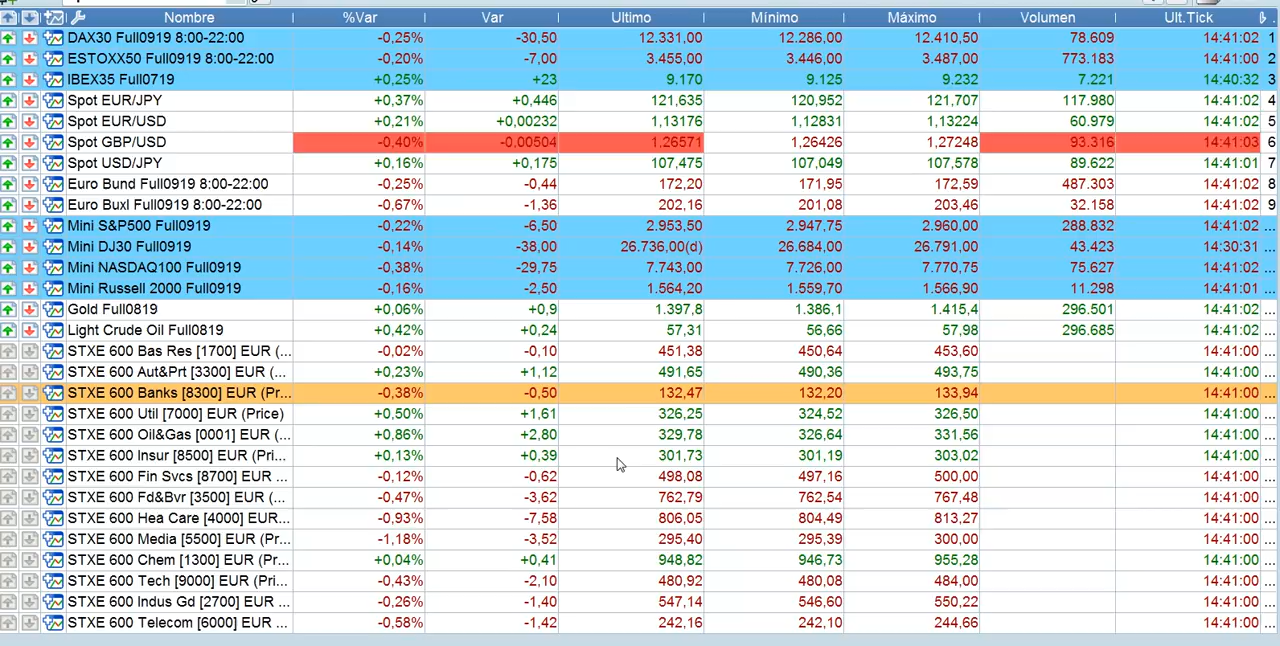 Nombre %Var Var Ultimo Mínimo Máximo Volumen Ult.Tick
DAX30 Full0919 8:00-22:00 -0,25% -30,50 12.331,00 12.286,00 12.410,50 78.609 14:41:02 1
ESTOXX50 Full0919 8:00-22:00 -0,20% -7,00 3.455,00 3.446,00 3.487,00 773.183 14:41:00 2
IBEX35 Full0719 +0,25% +23 9.170 9.125 9.232 7.221 14:40:32 3
Spot EUR/JPY +0,37% +0,446 121,635 120,952 121,707 117.980 14:41:02 4
Spot EUR/USD +0,21% +0,00232 1,13176 1,12831 1,13224 60.979 14:41:02 5
Spot GBP/USD -0,40% -0,00504 1,26571 1,26426 1,27248 93.316 14:41:03 6
Spot USD/JPY +0,16% +0,175 107,475 107,049 107,578 89.622 14:41:01 7
Euro Bund Full0919 8:00-22:00 -0,25% -0,44 172,20 171,95 172,59 487.303 14:41:02 8
Euro Buxl Full0919 8:00-22:00 -0,67% -1,36 202,16 201,08 203,46 32.158 14:41:02 9
Mini S&P500 Full0919 -0,22% -6,50 2.953,50 2.947,75 2.960,00 288.832 14:41:02 ...
Mini DJ30 Full0919 -0,14% -38,00 26.736,00(d) 26.684,00 26.791,00 43.423 14:30:31 ...
Mini NASDAQ100 Full0919 -0,38% -29,75 7.743,00 7.726,00 7.770,75 75.627 14:41:02 ...
Mini Russell 2000 Full0919 -0,16% -2,50 1.564,20 1.559,70 1.566,90 11.298 14:41:01 ...
Gold Full0819 +0,06% +0,9 1.397,8 1.386,1 1.415,4 296.501 14:41:02 ...
Light Crude Oil Full0819 +0,42% +0,24 57,31 56,66 57,98 296.685 14:41:02 ...
STXE 600 Bas Res [1700] EUR (... -0,02% -0,10 451,38 450,64 453,60 14:41:00 ...
STXE 600 Aut&Prt [3300] EUR (... +0,23% +1,12 491,65 490,36 493,75 14:41:00 ...
STXE 600 Banks [8300] EUR (Pr... -0,38% -0,50 132,47 132,20 133,94 14:41:00 ...
STXE 600 Util [7000] EUR (Price) +0,50% +1,61 326,25 324,52 326,50 14:41:00 ...
STXE 600 Oil&Gas [0001] EUR (... +0,86% +2,80 329,78 326,64 331,56 14:41:00 ...
STXE 600 Insur [8500] EUR (Pri... +0,13% +0,39 301,73 301,19 303,02 14:41:00 ...
STXE 600 Fin Svcs [8700] EUR ... -0,12% -0,62 498,08 497,16 500,00 14:41:00 ...
STXE 600 Fd&Bvr [3500] EUR (... -0,47% -3,62 762,79 762,54 767,48 14:41:00 ...
STXE 600 Hea Care [4000] EUR... -0,93% -7,58 806,05 804,49 813,27 14:41:00 ...
STXE 600 Media [5500] EUR (Pr... -1,18% -3,52 295,40 295,39 300,00 14:41:00 ...
STXE 600 Chem [1300] EUR (Pr... +0,04% +0,41 948,82 946,73 955,28 14:41:00 ...
STXE 600 Tech [9000] EUR (Pri... -0,43% -2,10 480,92 480,08 484,00 14:41:00 ...
STXE 600 Indus Gd [2700] EUR ... -0,26% -1,40 547,14 546,60 550,22 14:41:00 ...
STXE 600 Telecom [6000] EUR ... -0,58% -1,42 242,16 242,10 244,66 14:41:00 ...